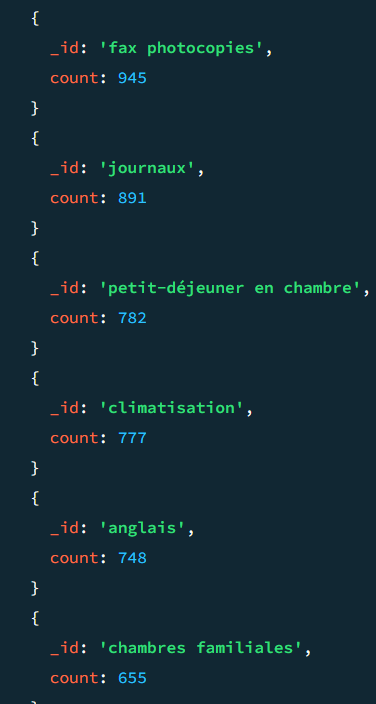 {
_id: 'fax photocopies',
count: 945
}
{
_id: 'journaux',
count: 891
}
{
_id: 'petit-déjeuner en chambre',
count: 782
}
{
_id: 'climatisation',
count: 777
}
{
_id: 'anglais',
count: 748
}
{
_id: 'chambres familiales',
count: 655
}